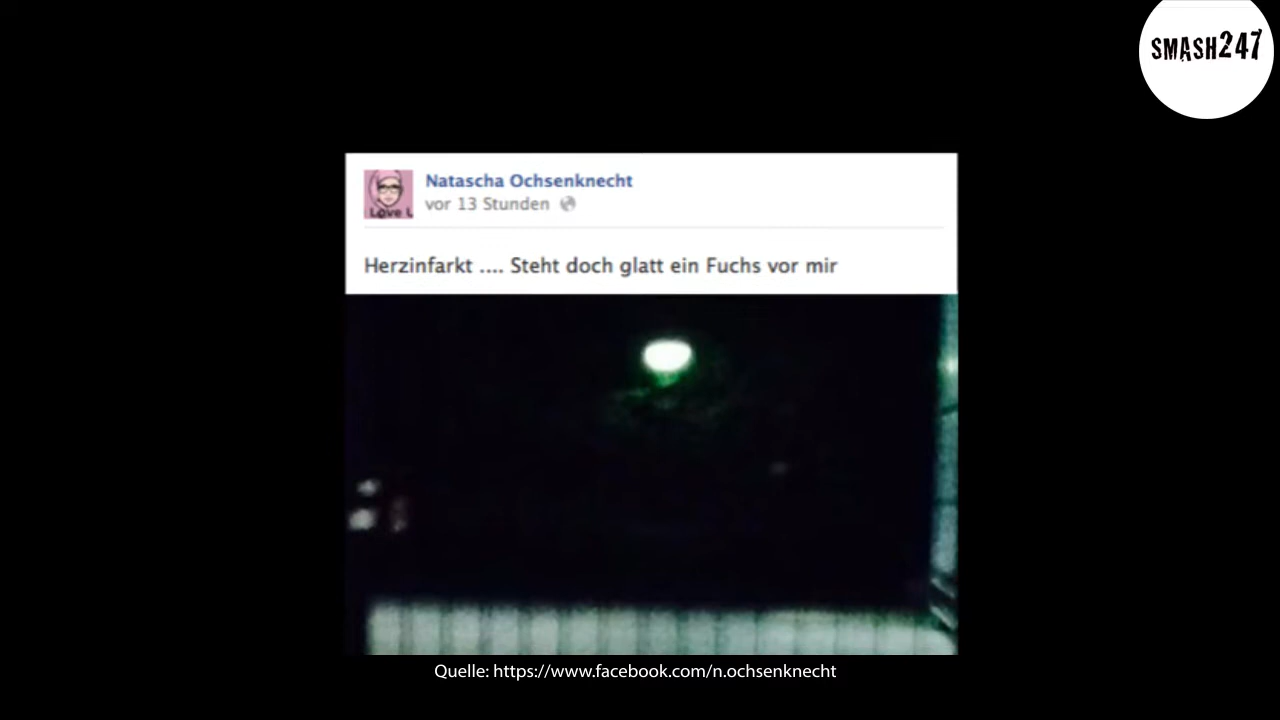 SMASH247
Natascha Ochsenknecht
vor 13 Stunden
Love L
Herzinfarkt .... Steht doch glatt ein Fuchs vor mir
Quelle: https://www.facebook.com/n.ochsenknecht